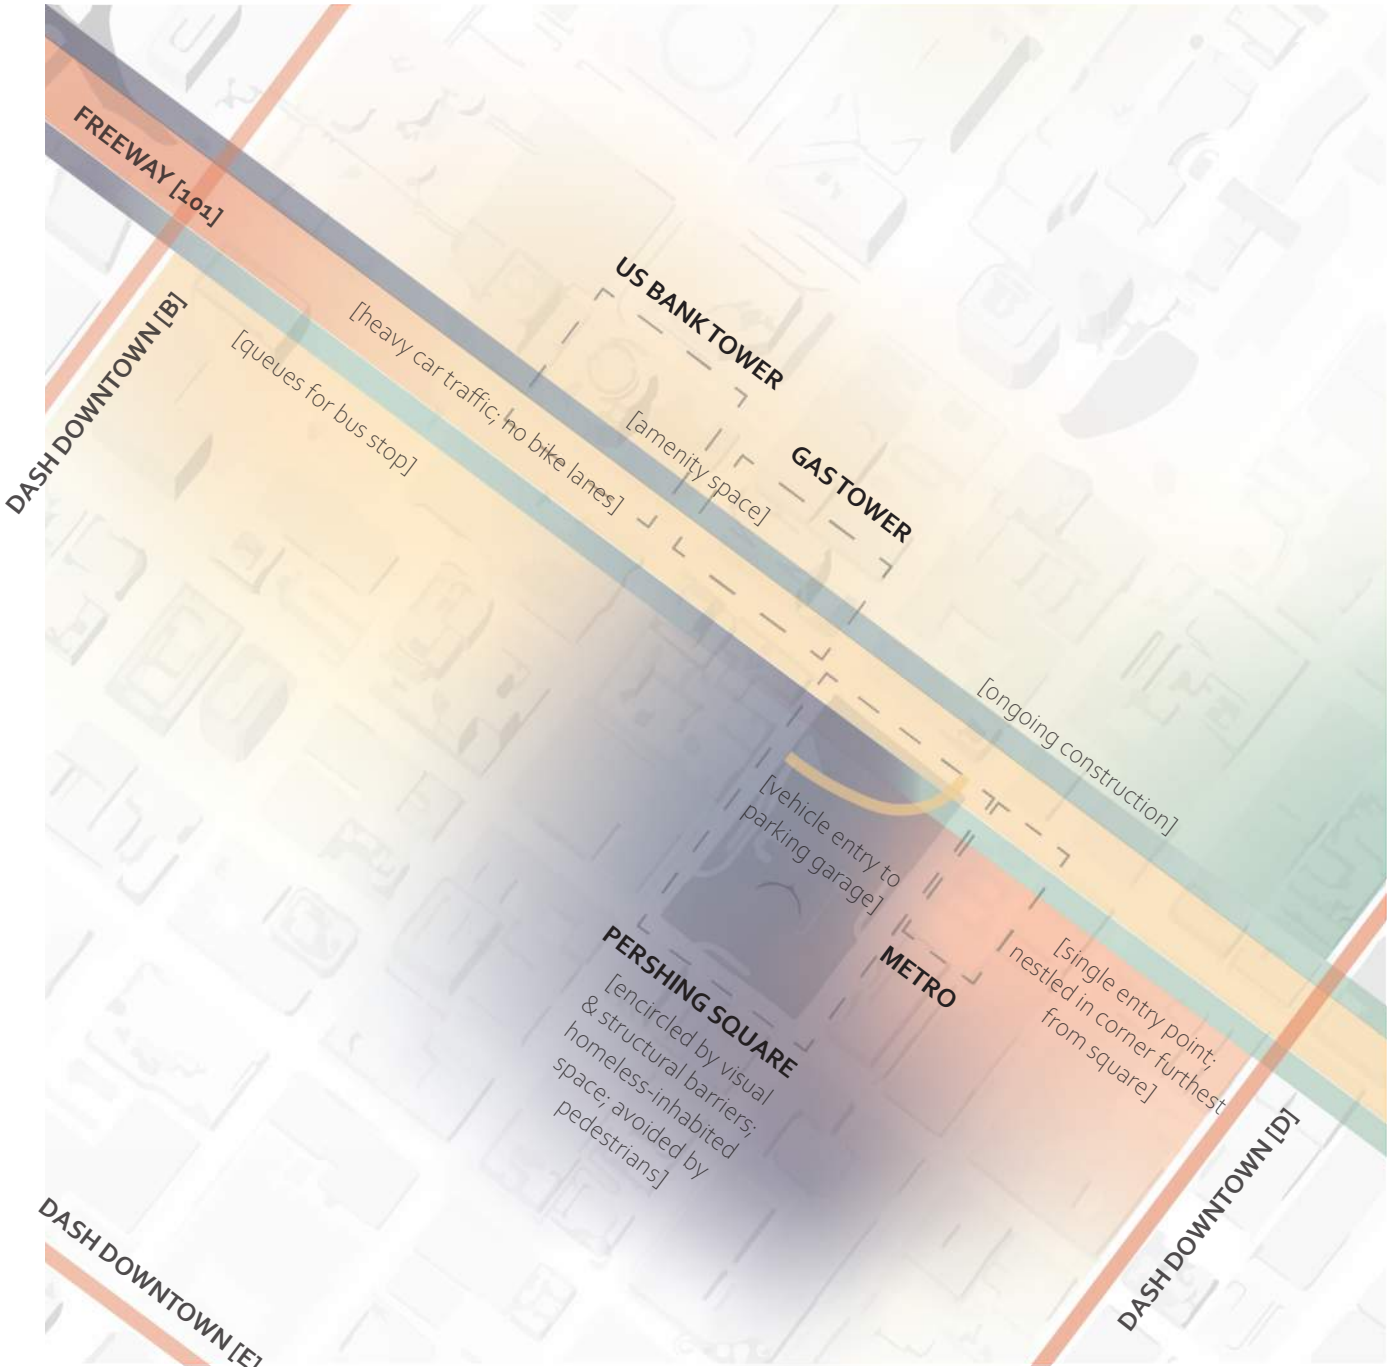 FREEWAY [101]
DASH DOWNTOWN [B]
[queues for bus stop]
[heavy car traffic; no bike lanes]
US BANK TOWER
[amenity space]
GAS TOWER
[ongoing construction]
[vehicle entry to
parking garage]
PERSHING SQUARE
[encircled by visual
& structural barriers;
homeless-inhabited
space; avoided by
pedestrians]
METRO
[single entry point;
nestled in corner furthest
from square]
DASH DOWNTOWN [D]
DASH DOWNTOWN [E]